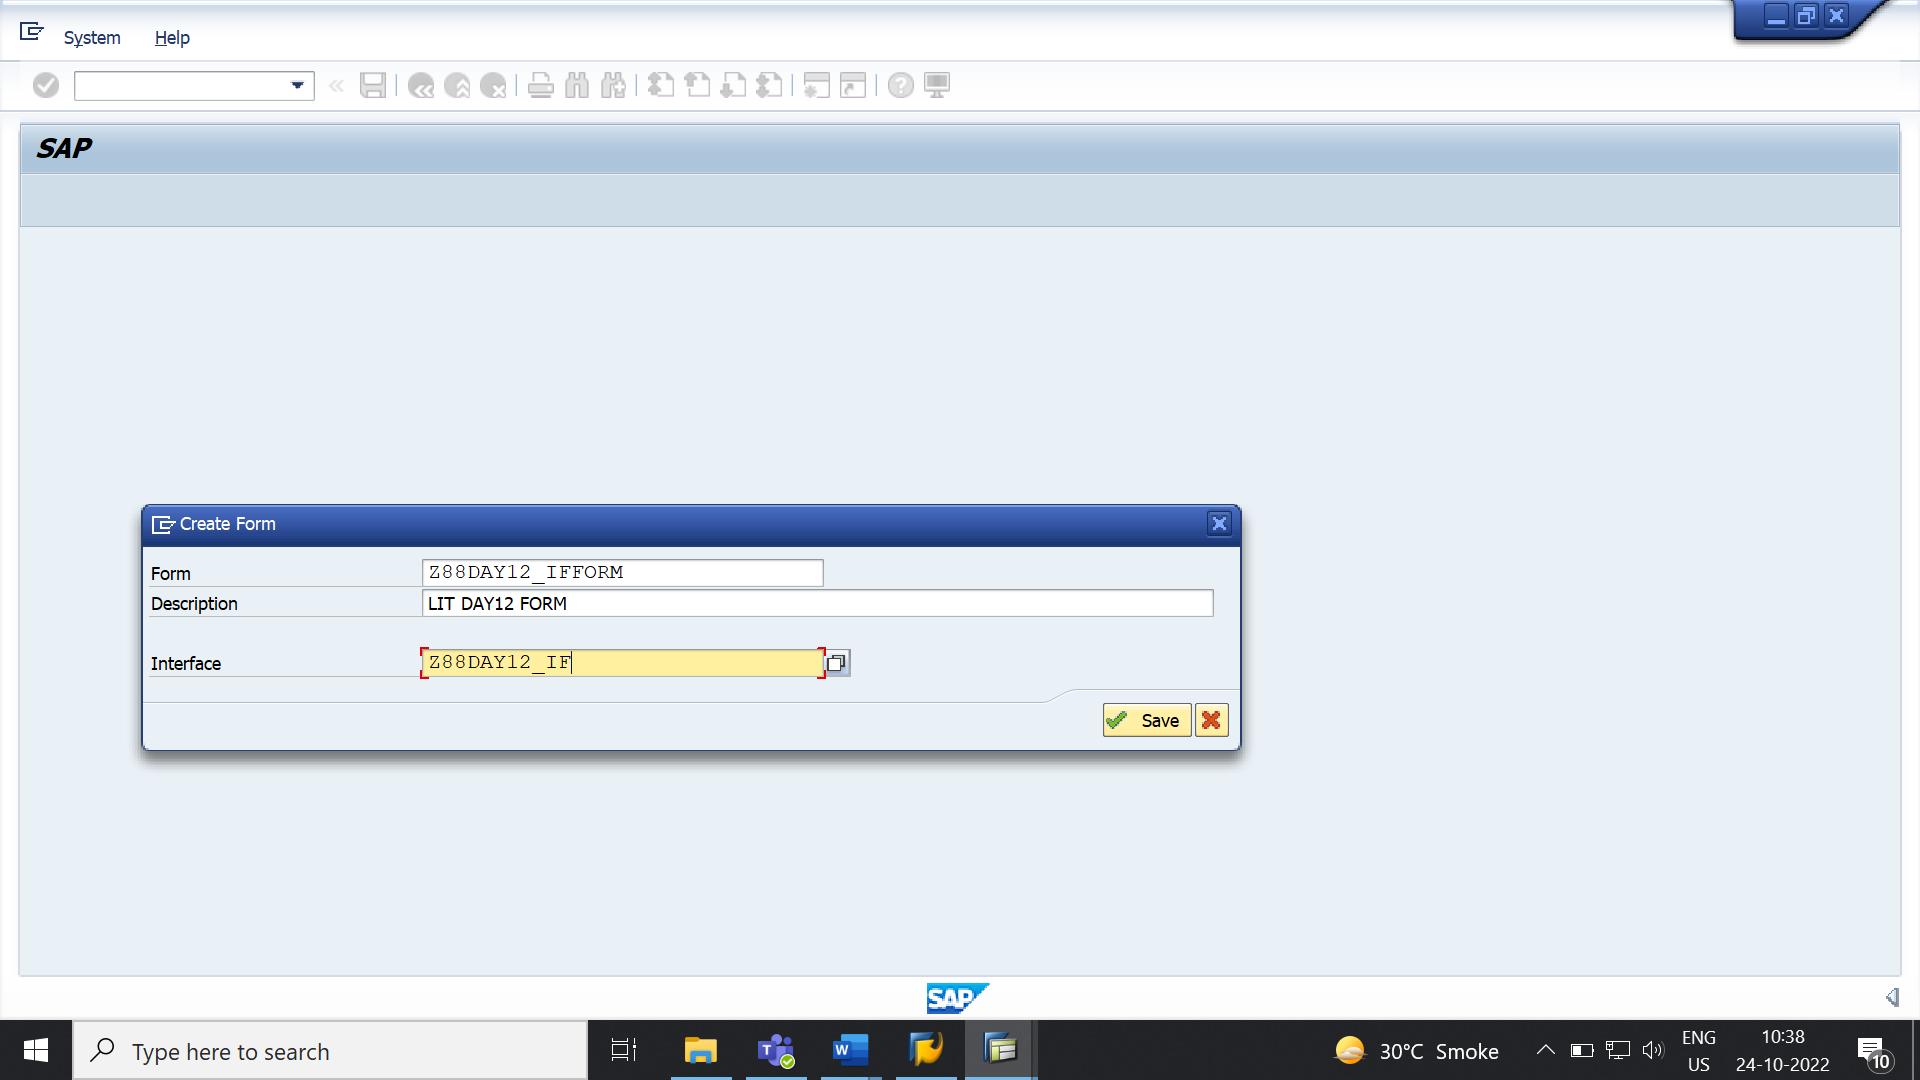 System Help
SAP
Create Form
Form Z88DAY12_IFFORM
Description LIT DAY12 FORM
Interface Z88DAY12_IF
Save
SAP
Type here to search
30°C Smoke
ENG
US
10:38
24-10-2022
10